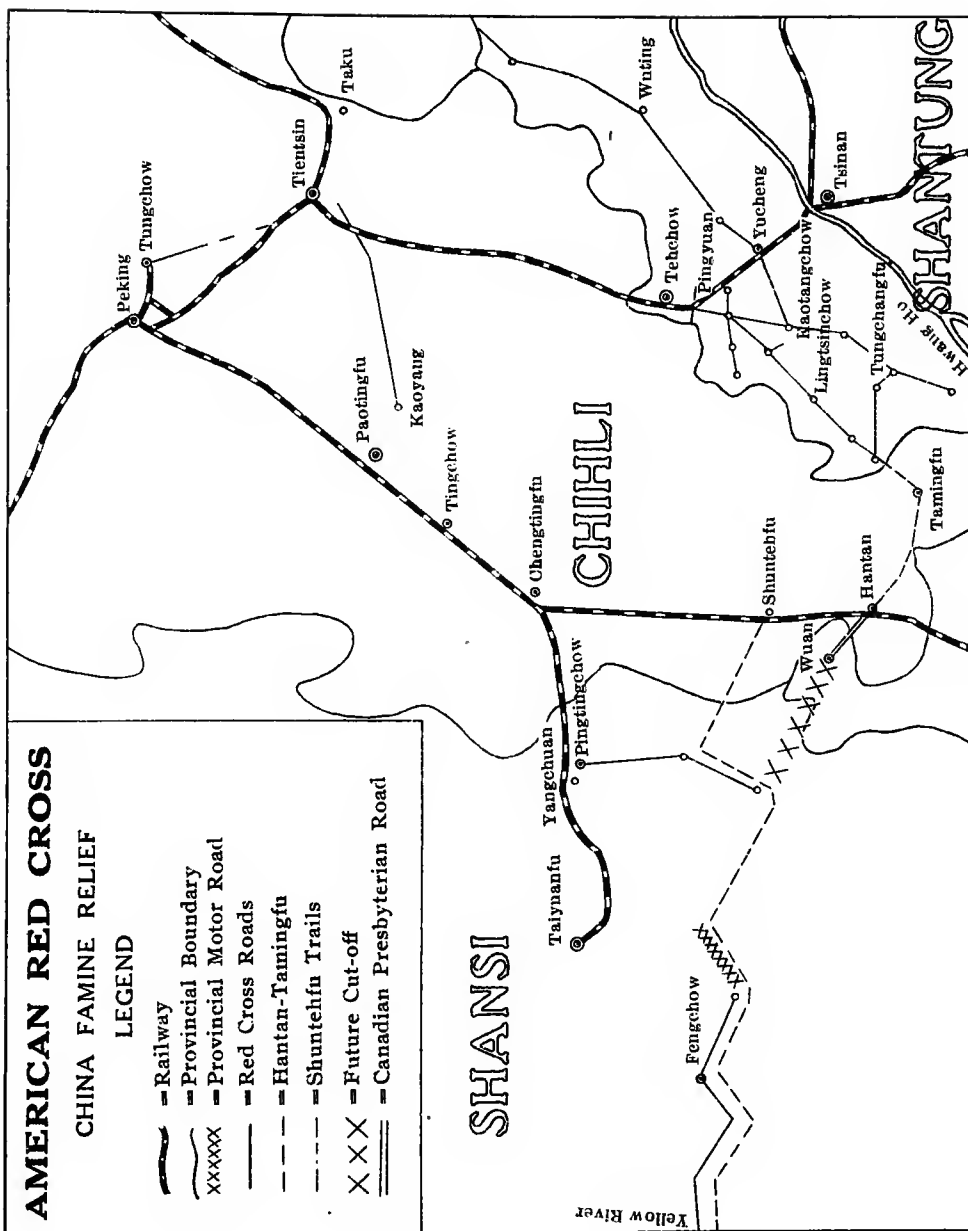 AMERICAN RED CROSS
CHINA FAMINE RELIEF
LEGEND
=Railway
=Provincial Boundary
xxxxxx =Provincial Motor Road
=Red Cross Roads
=Hantan-Tamingfu
=Shuntehfu Trails
X X X =Future Cut-off
=Canadian Presbyterian Road
Peking
Tungchow
Tientsin
Taku
Paotingfu
Kaoyang
Tingchow
Chengtingfu
CHIHLI
Tehchow
Pingyuan
Wuting
Yucheng
Kaotangchow
Lingtsinchow
Tungchangfu
Tsinan
SHANTUNG
Hwang Ho
Tamingfu
Shuntehfu
Hantan
Wuan
Yangchuan
Pingtingchow
Taiyuanfu
SHANSI
Fengchow
Yellow River